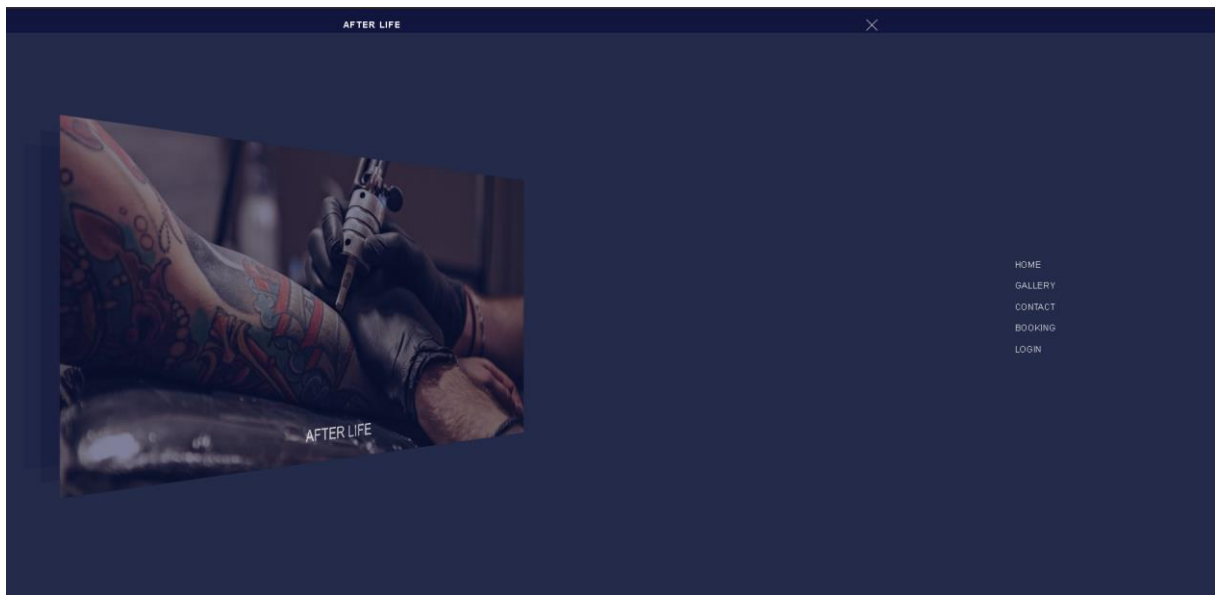 AFTER LIFE
AFTER LIFE
HOME
GALLERY
CONTACT
BOOKING
LOGIN